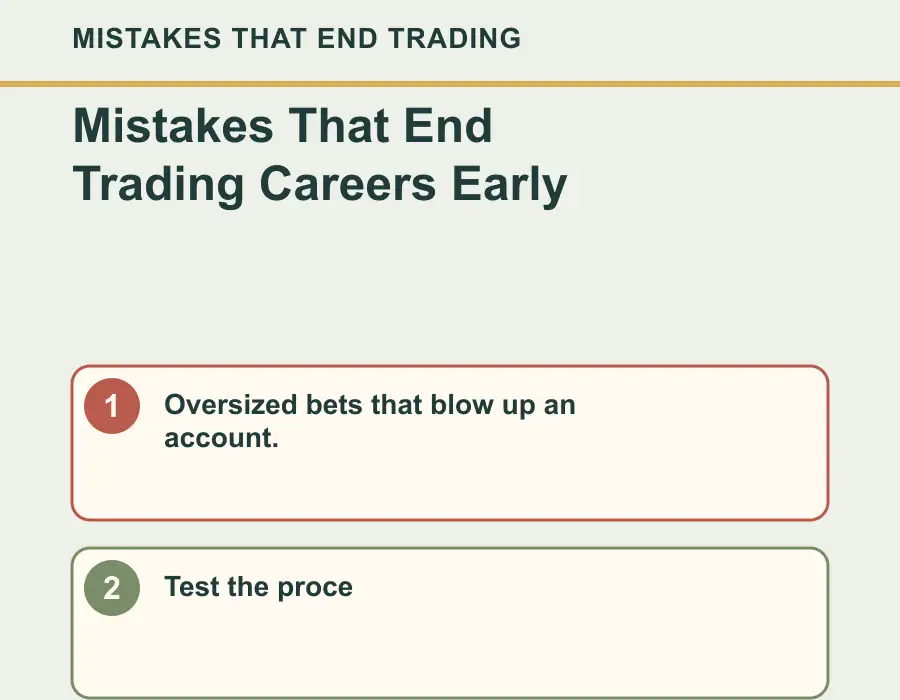 MISTAKES THAT END TRADING
Mistakes That End
Trading Careers Early
1
Oversized bets that blow up an
account.
2
Test the proce